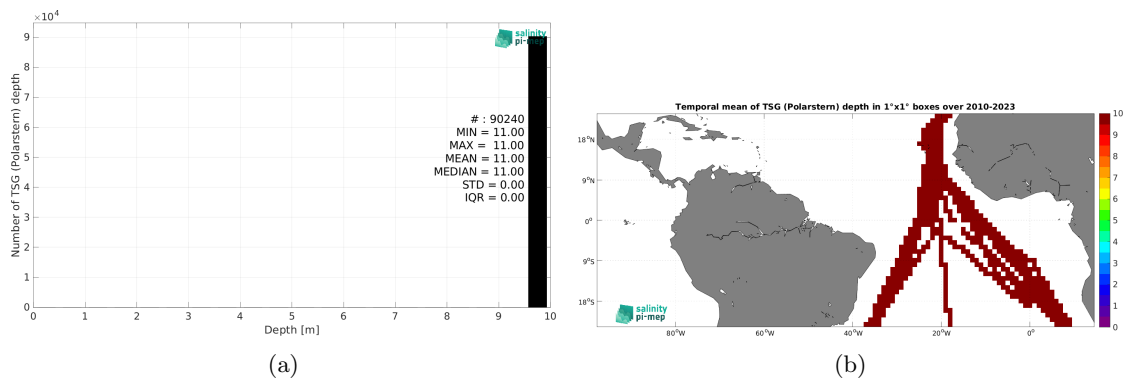 ×10⁴
9
8
7
6
5
4
3
2
1
0
Number of TSG (Polarstern) depth
salinity
pi-mep
# : 90240
MIN = 11.00
MAX = 11.00
MEAN = 11.00
MEDIAN = 11.00
STD = 0.00
IQR = 0.00
0 1 2 3 4 5 6 7 8 9 10
Depth [m]
(a)
Temporal mean of TSG (Polarstern) depth in 1°x1° boxes over 2010-2023
18°N
9°N
0°
9°S
18°S
salinity
pi-mep
80°W 60°W 40°W 20°W 0°
10
9
8
7
6
5
4
3
2
1
0
(b)